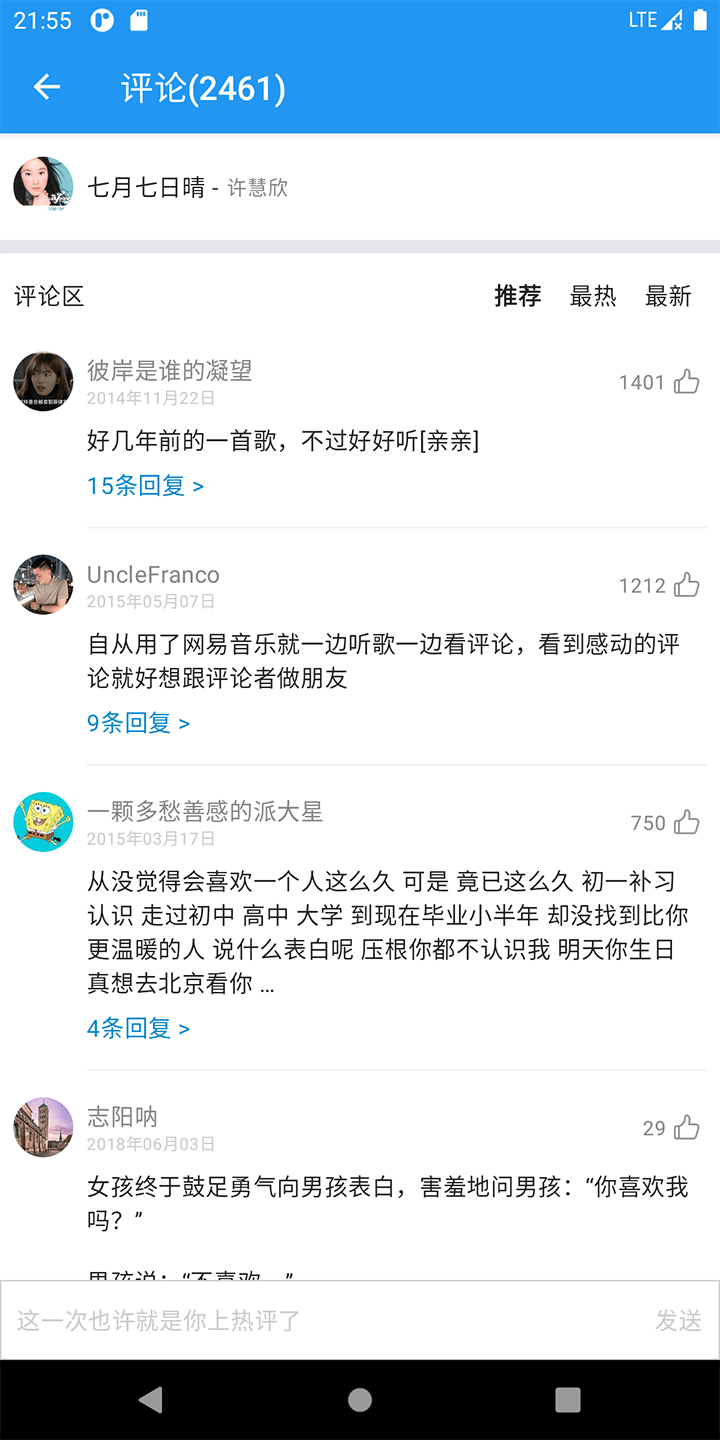 21:55 LTE
评论(2461)
七月七日晴 - 许慧欣
评论区 推荐 最热 最新
彼岸是谁的凝望
2014年11月22日
1401
好几年前的一首歌，不过好好听[亲亲]
15条回复 >
UncleFranco
2015年05月07日
1212
自从用了网易音乐就一边听歌一边看评论，看到感动的评
论就好想跟评论者做朋友
9条回复 >
一颗多愁善感的派大星
2015年03月17日
750
从没觉得会喜欢一个人这么久 可是 竟已这么久 初一补习
认识 走过初中 高中 大学 到现在毕业小半年 却没找到比你
更温暖的人 说什么表白呢 压根你都不认识我 明天你生日
真想去北京看你 ...
4条回复 >
志阳呐
2018年06月03日
29
女孩终于鼓足勇气向男孩表白，害羞地问男孩：“你喜欢我
吗？”
男孩说：“不喜欢
这一次也许就是你上热评了 发送